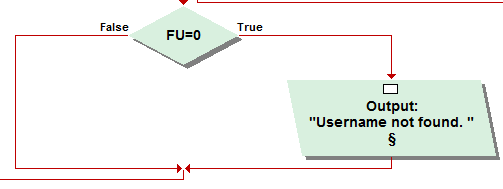 False
FU=0
True
Output:
"Username not found. "
§